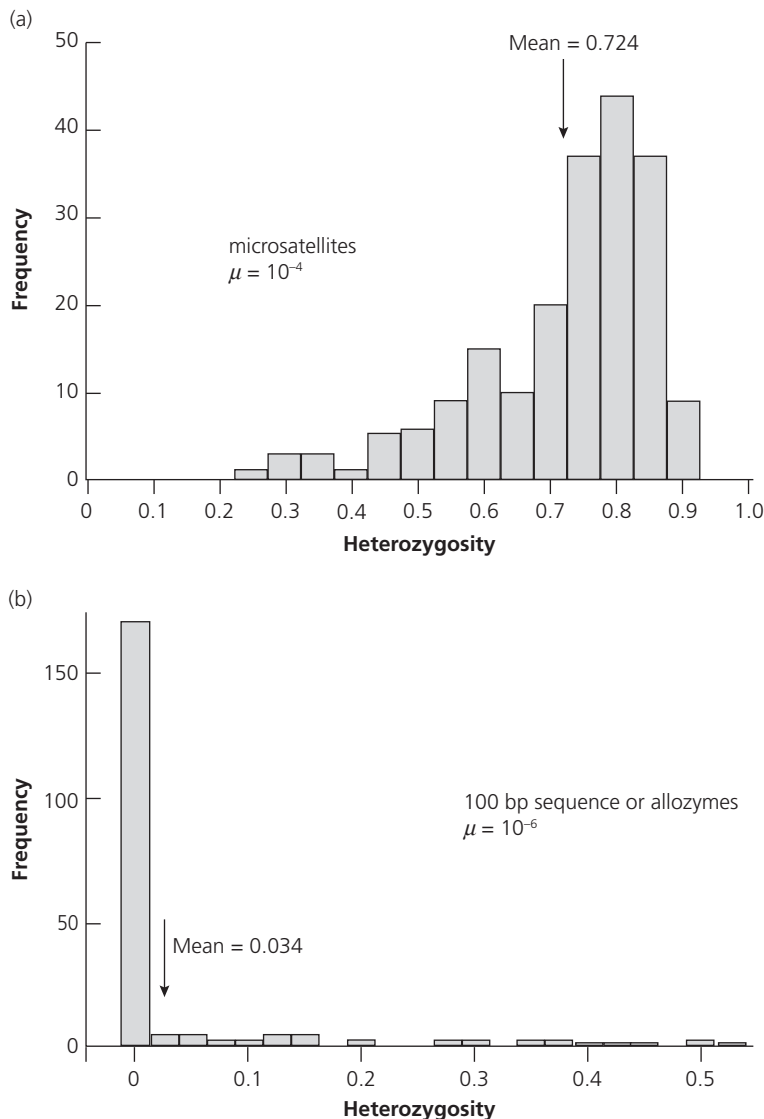 (a)
50
40
30
20
10
0
Frequency
Mean = 0.724
microsatellites
μ = 10⁻⁴
0 0.1 0.2 0.3 0.4 0.5 0.6 0.7 0.8 0.9 1.0
Heterozygosity
(b)
150
100
50
0
Frequency
100 bp sequence or allozymes
μ = 10⁻⁶
Mean = 0.034
0 0.1 0.2 0.3 0.4 0.5
Heterozygosity